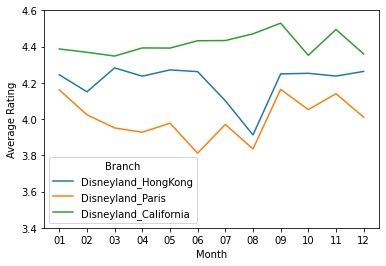 4.6
4.4
4.2
4.0
3.8
3.6
3.4
Average Rating
Branch
Disneyland_HongKong
Disneyland_Paris
Disneyland_California
01 02 03 04 05 06 07 08 09 10 11 12
Month